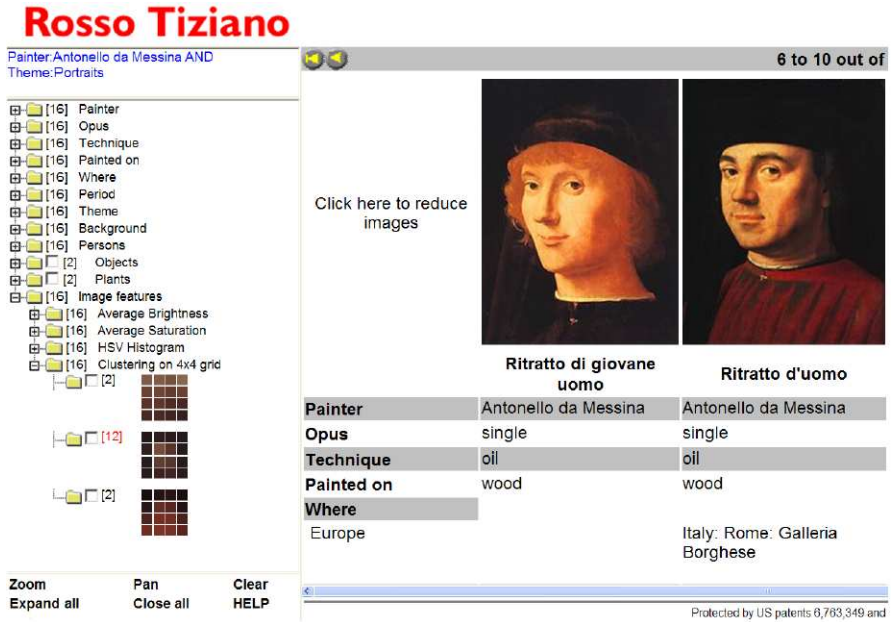 Rosso Tiziano
Painter:Antonello da Messina AND
Theme:Portraits
[16] Painter
[16] Opus
[16] Technique
[16] Painted on
[16] Where
[16] Period
[16] Theme
[16] Background
[16] Persons
[2] Objects
[2] Plants
[16] Image features
[16] Average Brightness
[16] Average Saturation
[16] HSV Histogram
[16] Clustering on 4x4 grid
[2]
[12]
[2]
Zoom Pan Clear
Expand all Close all HELP
6 to 10 out of
Click here to reduce
images
Ritratto di giovane
uomo
Ritratto d'uomo
Painter Antonello da Messina Antonello da Messina
Opus single single
Technique oil oil
Painted on wood wood
Where
Europe Italy: Rome: Galleria
Borghese
Protected by US patents 6,763,349 and